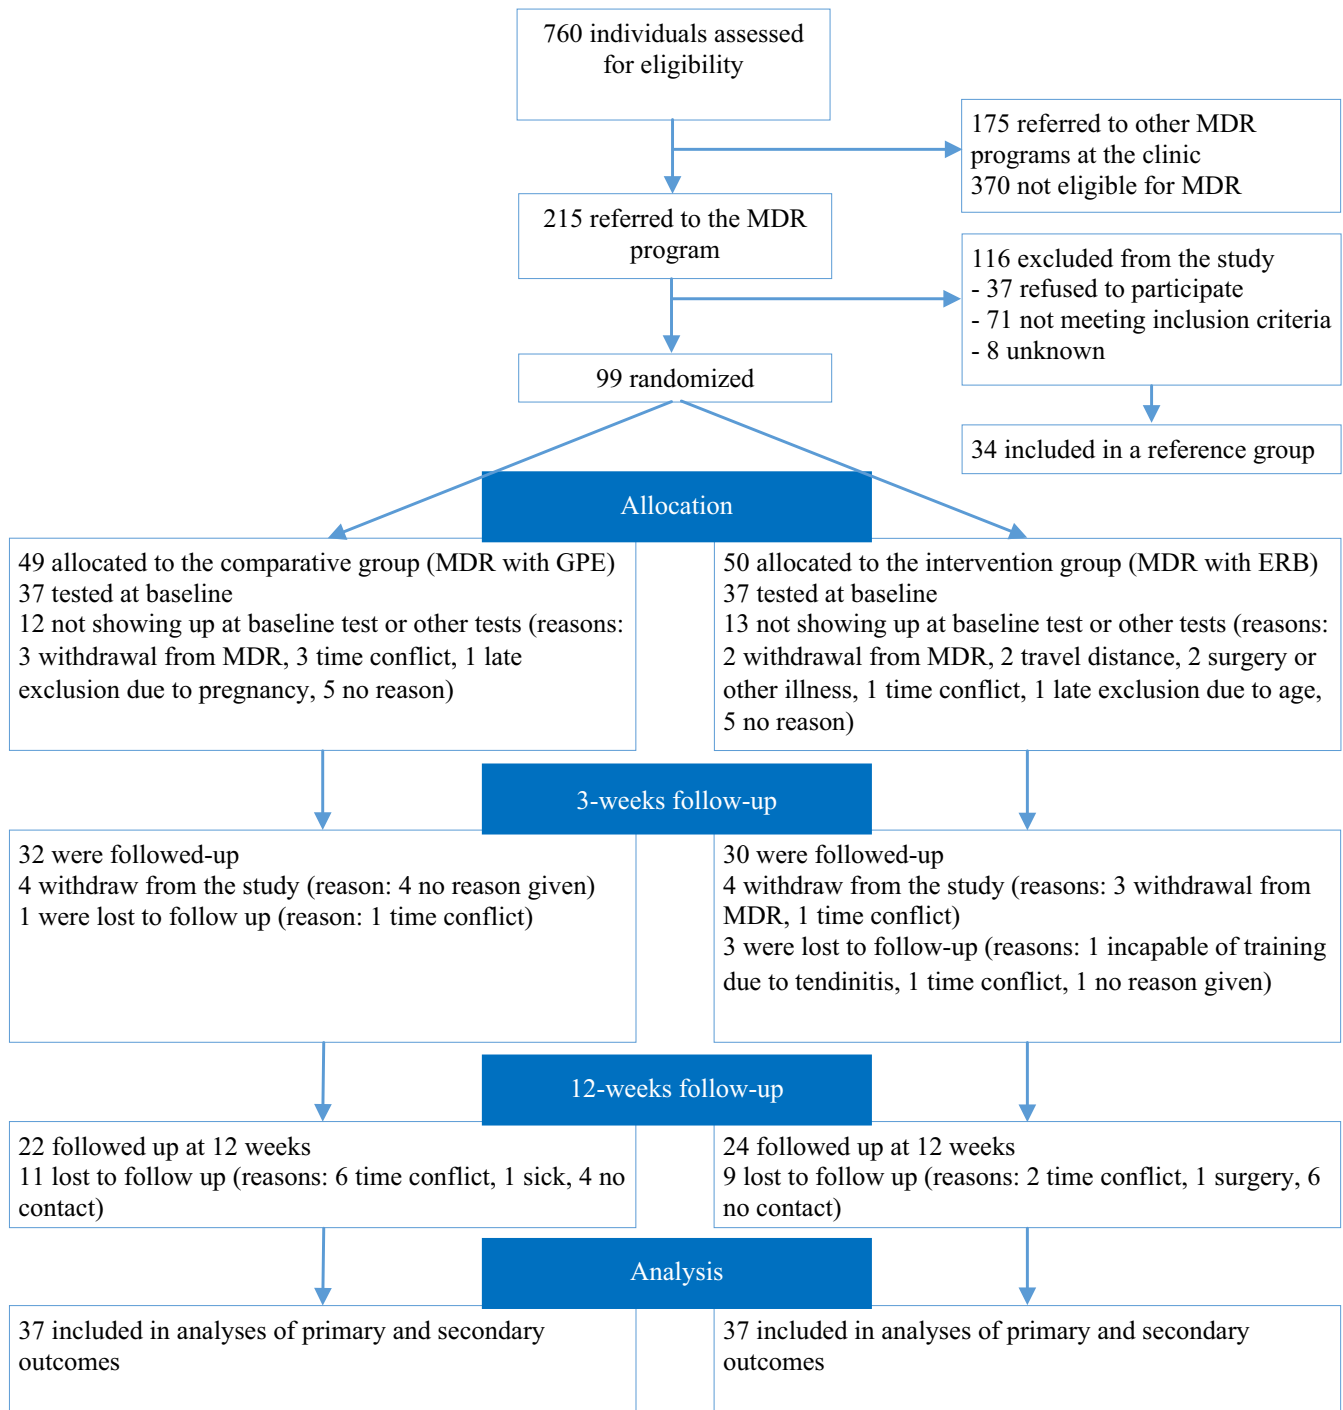 760 individuals assessed
for eligibility
175 referred to other MDR
programs at the clinic
370 not eligible for MDR
215 referred to the MDR
program
116 excluded from the study
- 37 refused to participate
- 71 not meeting inclusion criteria
- 8 unknown
99 randomized
34 included in a reference group
Allocation
49 allocated to the comparative group (MDR with GPE)
37 tested at baseline
12 not showing up at baseline test or other tests (reasons:
3 withdrawal from MDR, 3 time conflict, 1 late
exclusion due to pregnancy, 5 no reason)
50 allocated to the intervention group (MDR with ERB)
37 tested at baseline
13 not showing up at baseline test or other tests (reasons:
2 withdrawal from MDR, 2 travel distance, 2 surgery or
other illness, 1 time conflict, 1 late exclusion due to age,
5 no reason)
3-weeks follow-up
32 were followed-up
4 withdraw from the study (reason: 4 no reason given)
1 were lost to follow up (reason: 1 time conflict)
30 were followed-up
4 withdraw from the study (reasons: 3 withdrawal from
MDR, 1 time conflict)
3 were lost to follow-up (reasons: 1 incapable of training
due to tendinitis, 1 time conflict, 1 no reason given)
12-weeks follow-up
22 followed up at 12 weeks
11 lost to follow up (reasons: 6 time conflict, 1 sick, 4 no
contact)
24 followed up at 12 weeks
9 lost to follow up (reasons: 2 time conflict, 1 surgery, 6
no contact)
Analysis
37 included in analyses of primary and secondary
outcomes
37 included in analyses of primary and secondary
outcomes